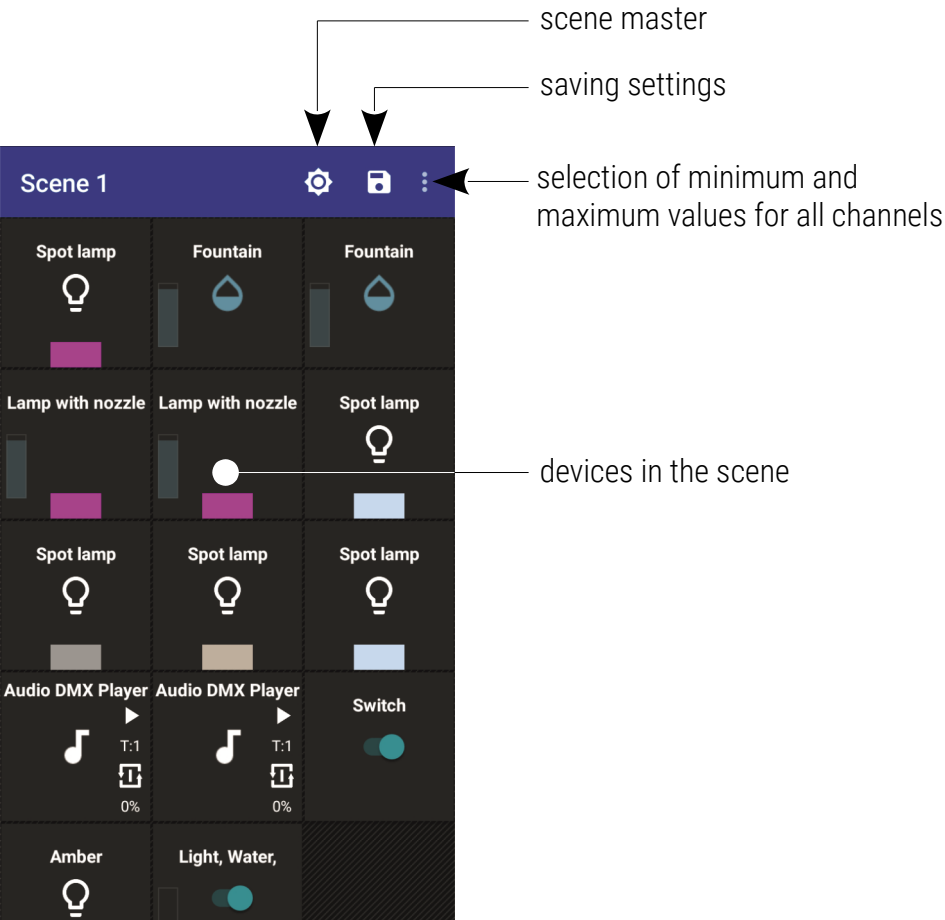 scene master
saving settings
Scene 1
selection of minimum and
maximum values for all channels
Spot lamp
Fountain
Fountain
Lamp with nozzle
Lamp with nozzle
Spot lamp
devices in the scene
Spot lamp
Spot lamp
Spot lamp
Audio DMX Player
Audio DMX Player
Switch
T:1
T:1
0%
0%
Amber
Light, Water,